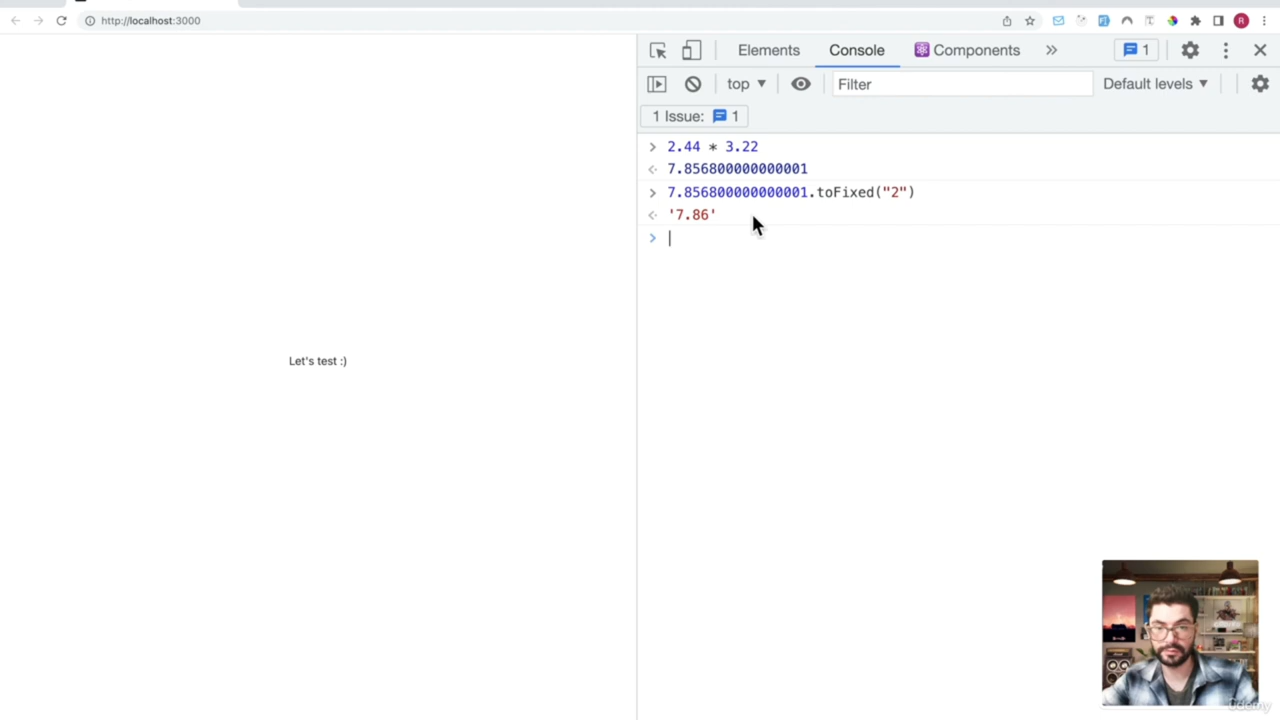 http://localhost:3000
R
Elements Console Components » 1
top Filter Default levels
1 Issue: 1
> 2.44 * 3.22
7.856800000000001
> 7.856800000000001.toFixed("2")
'7.86'
>
Let's test :)
ûdemy